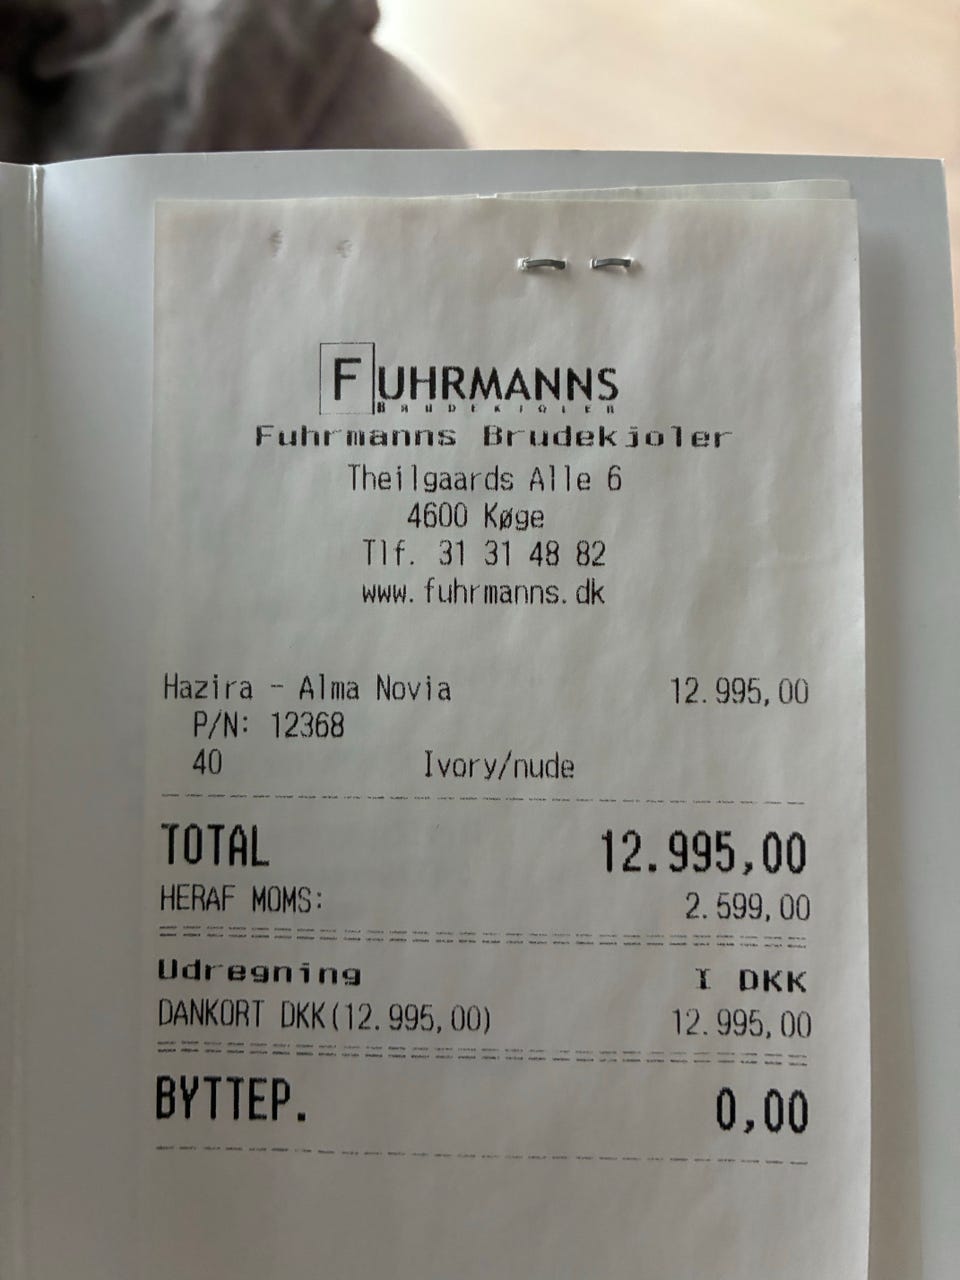 FUHRMANNS
BRUDEKJOLER
Fuhrmanns Brudekjoler
Theilgaards Alle 6
4600 Køge
Tlf. 31 31 48 82
www.fuhrmanns.dk
Hazira - Alma Novia 12.995,00
P/N: 12368
40 Ivory/nude
TOTAL 12.995,00
HERAF MOMS: 2.599,00
Udregning I DKK
DANKORT DKK(12.995,00) 12.995,00
BYTTEP. 0,00